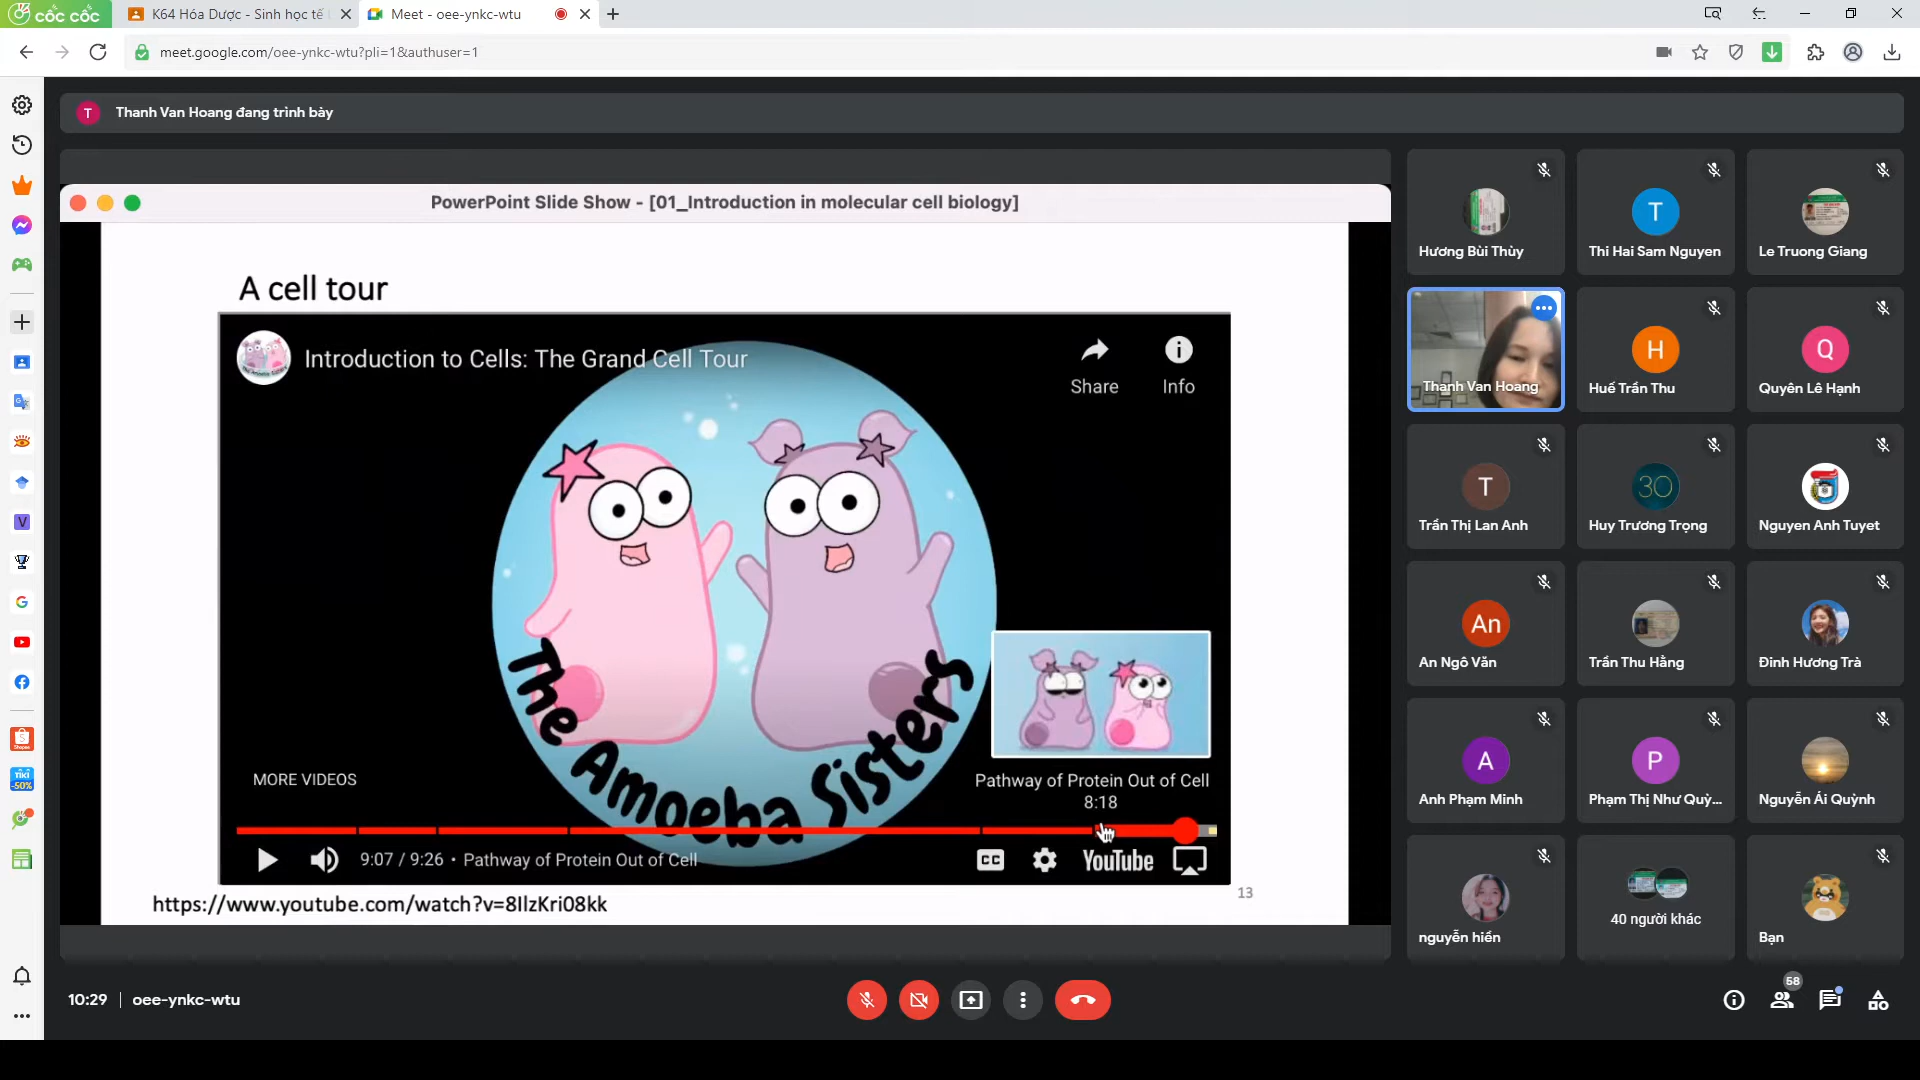 cốc cốc
K64 Hóa Dược - Sinh học tế
Meet - oee-ynkc-wtu
meet.google.com/oee-ynkc-wtu?pli=1&authuser=1
T
Thanh Van Hoang đang trình bày
PowerPoint Slide Show - [01_Introduction in molecular cell biology]
A cell tour
Introduction to Cells: The Grand Cell Tour
Share
Info
The Amoeba Sisters
MORE VIDEOS
Pathway of Protein Out of Cell
8:18
9:07 / 9:26 • Pathway of Protein Out of Cell
CC
YouTube
https://www.youtube.com/watch?v=8IlzKri08kk
13
Hương Bùi Thùy
T
Thi Hai Sam Nguyen
Le Truong Giang
Thanh Van Hoang
H
Huế Trần Thu
Q
Quyên Lê Hạnh
T
Trần Thị Lan Anh
30
Huy Trương Trọng
Nguyen Anh Tuyet
An
An Ngô Văn
Trần Thu Hằng
Đinh Hương Trà
A
Anh Phạm Minh
P
Phạm Thị Như Quỳ...
Nguyễn Ái Quỳnh
nguyễn hiền
40 người khác
Bạn
V
G
Shopee
TIKI
-50%
10:29
oee-ynkc-wtu
58